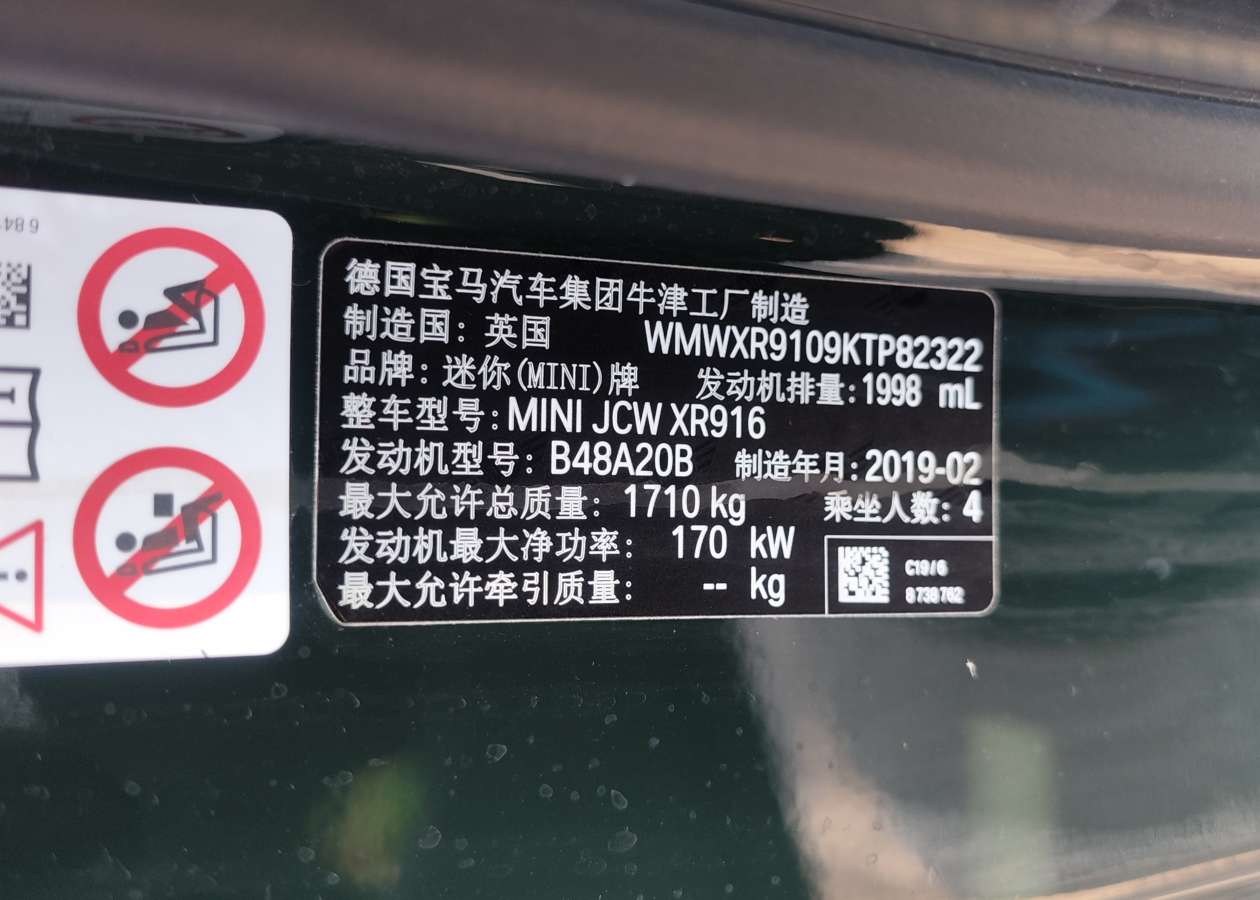 德国宝马汽车集团牛津工厂制造
制造国：英国 WMWXR9109KTP82322
品牌：迷你(MINI)牌 发动机排量：1998 mL
整车型号：MINI JCW XR916
发动机型号：B48A20B 制造年月：2019-02
最大允许总质量：1710 kg 乘坐人数：4
发动机最大净功率：170 kW
最大允许牵引质量：-- kg
C19/6
8738762